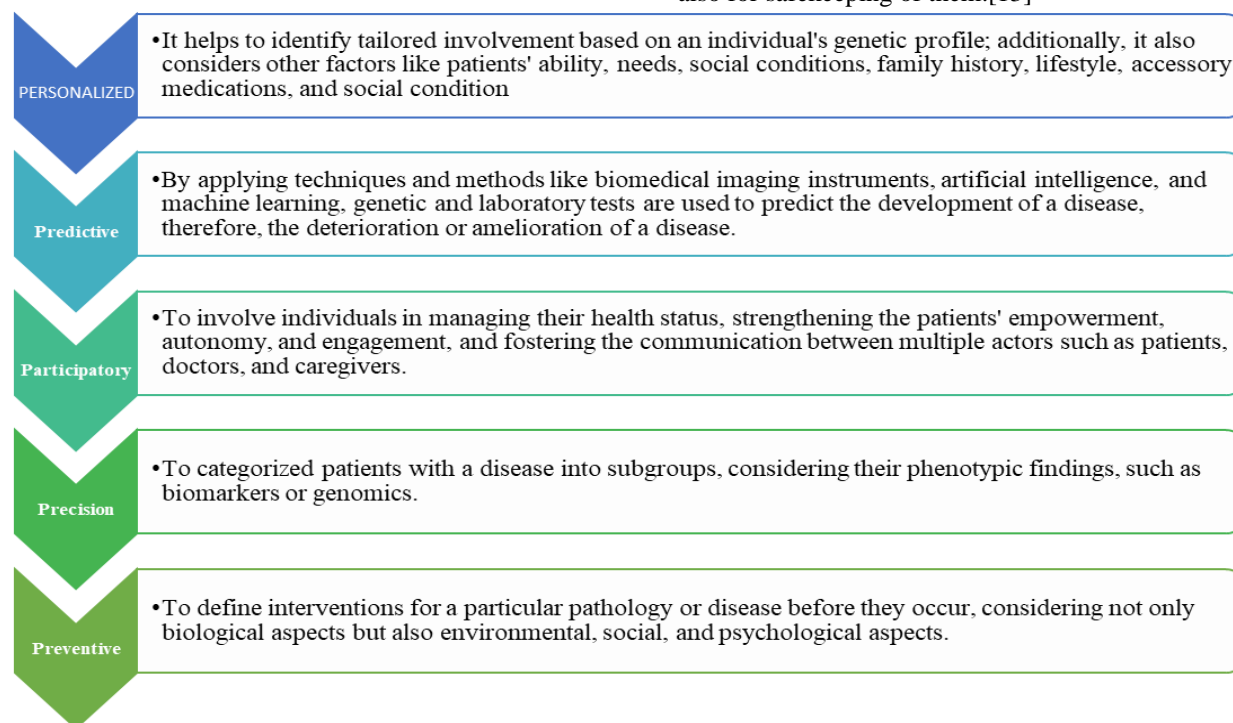 also for safekeeping of them.[15]
PERSONALIZED
•It helps to identify tailored involvement based on an individual's genetic profile; additionally, it also
considers other factors like patients' ability, needs, social conditions, family history, lifestyle, accessory
medications, and social condition
Predictive
•By applying techniques and methods like biomedical imaging instruments, artificial intelligence, and
machine learning, genetic and laboratory tests are used to predict the development of a disease,
therefore, the deterioration or amelioration of a disease.
Participatory
•To involve individuals in managing their health status, strengthening the patients' empowerment,
autonomy, and engagement, and fostering the communication between multiple actors such as patients,
doctors, and caregivers.
Precision
•To categorized patients with a disease into subgroups, considering their phenotypic findings, such as
biomarkers or genomics.
Preventive
•To define interventions for a particular pathology or disease before they occur, considering not only
biological aspects but also environmental, social, and psychological aspects.